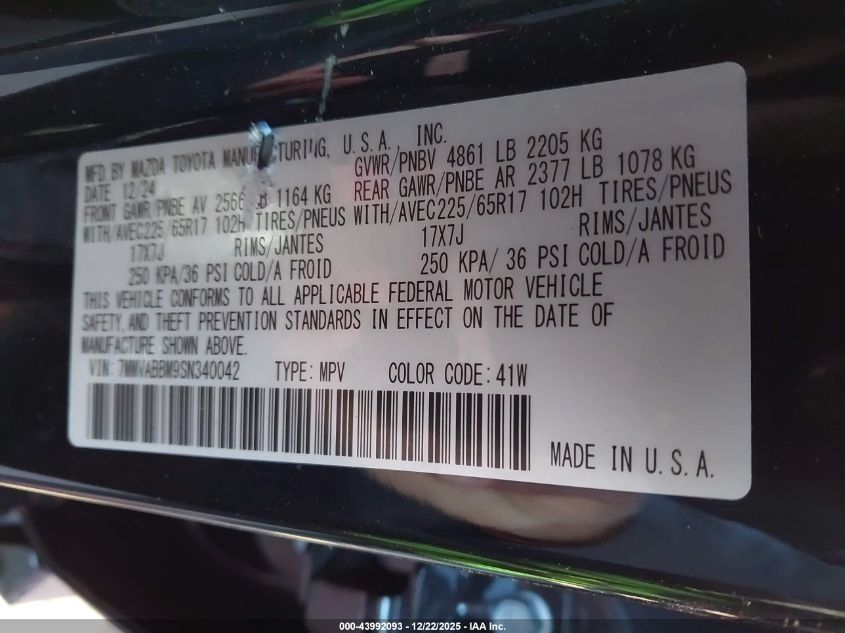 MFD. BY MAZDA TOYOTA MANUFACTURING, U.S.A. INC.
DATE 12/24 GVWR/PNBV 4861 LB 2205 KG
FRONT GAWR/PNBE AV 2566 LB 1164 KG REAR GAWR/PNBE AR 2377 LB 1078 KG
WITH/AVEC225/65R17 102H TIRES/PNEUS WITH/AVEC225/65R17 102H TIRES/PNEUS
17X7J RIMS/JANTES 17X7J RIMS/JANTES
250 KPA/36 PSI COLD/A FROID 250 KPA/ 36 PSI COLD/A FROID
THIS VEHICLE CONFORMS TO ALL APPLICABLE FEDERAL MOTOR VEHICLE
SAFETY, AND THEFT PREVENTION STANDARDS IN EFFECT ON THE DATE OF
MANUFACTURE SHOWN ABOVE.
VIN: 7MMVABBM9SN340042 TYPE: MPV COLOR CODE: 41W
MADE IN U.S.A.
000-43992093 - 12/22/2025 - IAA Inc.